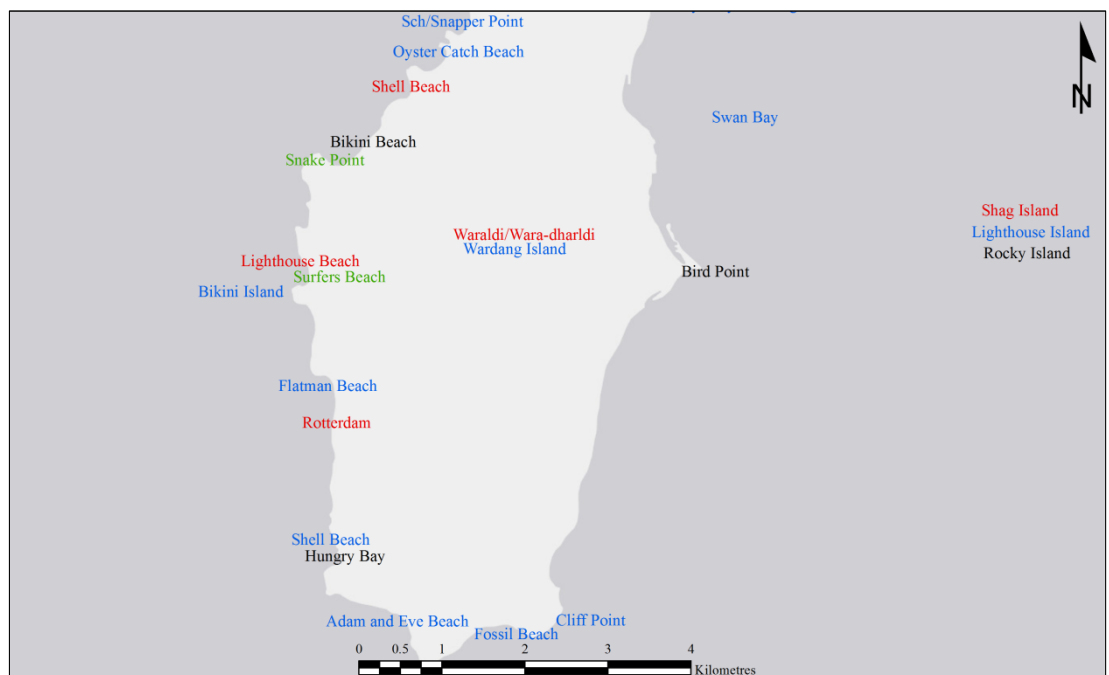 Sch/Snapper Point
Oyster Catch Beach
Shell Beach
Swan Bay
Bikini Beach
Snake Point
Shag Island
Lighthouse Island
Rocky Island
Waraldi/Wara-dharldi
Wardang Island
Lighthouse Beach
Surfers Beach
Bikini Island
Bird Point
Flatman Beach
Rotterdam
Shell Beach
Hungry Bay
Adam and Eve Beach
Cliff Point
Fossil Beach
0 0.5 1 2 3 4
Kilometres
N